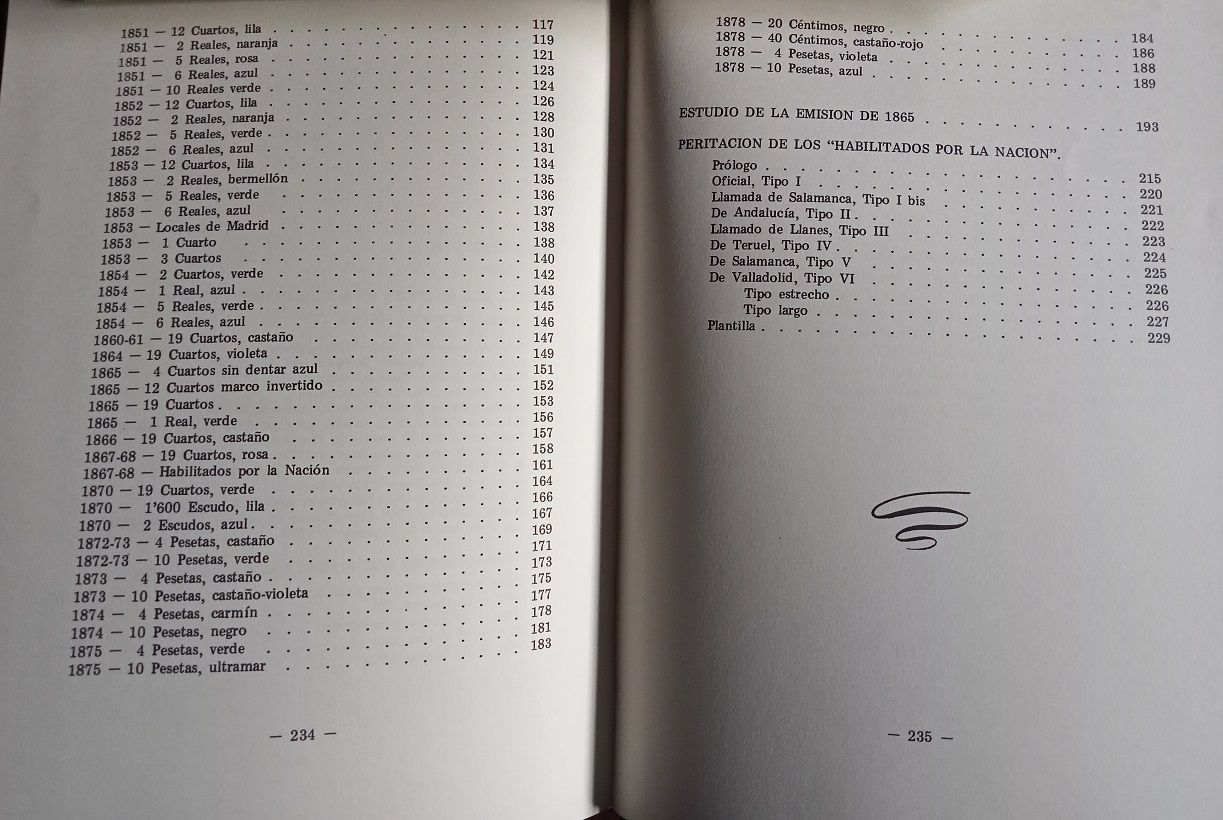 1851 — 12 Cuartos, lila . . . . . . . . . . . . . . 117
1851 — 2 Reales, naranja . . . . . . . . . . . . . . 119
1851 — 5 Reales, rosa . . . . . . . . . . . . . . 121
1851 — 6 Reales, azul . . . . . . . . . . . . . . 123
1851 — 10 Reales verde . . . . . . . . . . . . . . 124
1852 — 12 Cuartos, lila . . . . . . . . . . . . . . 126
1852 — 2 Reales, naranja . . . . . . . . . . . . . . 128
1852 — 5 Reales, verde . . . . . . . . . . . . . . 130
1852 — 6 Reales, azul . . . . . . . . . . . . . . 131
1853 — 12 Cuartos, lila . . . . . . . . . . . . . . 134
1853 — 2 Reales, bermellón . . . . . . . . . . . . . 135
1853 — 5 Reales, verde . . . . . . . . . . . . . . 136
1853 — 6 Reales, azul . . . . . . . . . . . . . . 137
1853 — Locales de Madrid . . . . . . . . . . . . . . 138
1853 — 1 Cuarto . . . . . . . . . . . . . . 138
1853 — 3 Cuartos . . . . . . . . . . . . . . 140
1854 — 2 Cuartos, verde . . . . . . . . . . . . . . 142
1854 — 1 Real, azul . . . . . . . . . . . . . . 143
1854 — 5 Reales, verde . . . . . . . . . . . . . . 145
1854 — 6 Reales, azul . . . . . . . . . . . . . . 146
1860-61 — 19 Cuartos, castaño . . . . . . . . . . . . 147
1864 — 19 Cuartos, violeta . . . . . . . . . . . . . 149
1865 — 4 Cuartos sin dentar azul . . . . . . . . . . . 151
1865 — 12 Cuartos marco invertido . . . . . . . . . . . 152
1865 — 19 Cuartos . . . . . . . . . . . . . . 153
1865 — 1 Real, verde . . . . . . . . . . . . . . 156
1866 — 19 Cuartos, castaño . . . . . . . . . . . . . 157
1867-68 — 19 Cuartos, rosa . . . . . . . . . . . . . . 158
1867-68 — Habilitados por la Nación . . . . . . . . . . . 161
1870 — 19 Cuartos, verde . . . . . . . . . . . . . . 164
1870 — 1'600 Escudo, lila . . . . . . . . . . . . . . 166
1870 — 2 Escudos, azul . . . . . . . . . . . . . . 167
1872-73 — 4 Pesetas, castaño . . . . . . . . . . . . . 169
1872-73 — 10 Pesetas, verde . . . . . . . . . . . . . 171
1873 — 4 Pesetas, castaño . . . . . . . . . . . . . . 173
1873 — 10 Pesetas, castaño-violeta . . . . . . . . . . . 175
1874 — 4 Pesetas, carmín . . . . . . . . . . . . . . 177
1874 — 10 Pesetas, negro . . . . . . . . . . . . . . 178
1875 — 4 Pesetas, verde . . . . . . . . . . . . . . 181
1875 — 10 Pesetas, ultramar . . . . . . . . . . . . . 183
— 234 —
1878 — 20 Céntimos, negro . . . . . . . . . . . . . 184
1878 — 40 Céntimos, castaño-rojo . . . . . . . . . . . 186
1878 — 4 Pesetas, violeta . . . . . . . . . . . . . 188
1878 — 10 Pesetas, azul . . . . . . . . . . . . . 189
ESTUDIO DE LA EMISION DE 1865 . . . . . . . . . . . 193
PERITACION DE LOS “HABILITADOS POR LA NACION”.
Prólogo . . . . . . . . . . . . . . . . . 215
Oficial, Tipo I . . . . . . . . . . . . . . . 220
Llamada de Salamanca, Tipo I bis . . . . . . . . . . 221
De Andalucía, Tipo II . . . . . . . . . . . . . 222
Llamado de Llanes, Tipo III . . . . . . . . . . . . 223
De Teruel, Tipo IV . . . . . . . . . . . . . . 224
De Salamanca, Tipo V . . . . . . . . . . . . . 225
De Valladolid, Tipo VI . . . . . . . . . . . . . 226
Tipo estrecho . . . . . . . . . . . . . . 226
Tipo largo . . . . . . . . . . . . . . . 227
Plantilla . . . . . . . . . . . . . . . . . 229
— 235 —